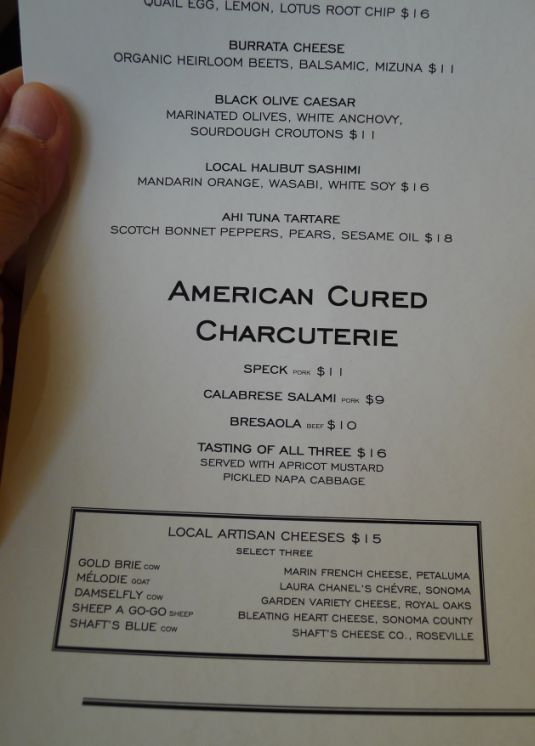 QUAIL EGG, LEMON, LOTUS ROOT CHIP $16
BURRATA CHEESE
ORGANIC HEIRLOOM BEETS, BALSAMIC, MIZUNA $11
BLACK OLIVE CAESAR
MARINATED OLIVES, WHITE ANCHOVY,
SOURDOUGH CROUTONS $11
LOCAL HALIBUT SASHIMI
MANDARIN ORANGE, WASABI, WHITE SOY $16
AHI TUNA TARTARE
SCOTCH BONNET PEPPERS, PEARS, SESAME OIL $18
AMERICAN CURED
CHARCUTERIE
SPECK PORK $11
CALABRESE SALAMI PORK $9
BRESAOLA BEEF $10
TASTING OF ALL THREE $16
SERVED WITH APRICOT MUSTARD
PICKLED NAPA CABBAGE
LOCAL ARTISAN CHEESES $15
SELECT THREE
GOLD BRIE COW MARIN FRENCH CHEESE, PETALUMA
MÉLODIE GOAT LAURA CHANEL'S CHÉVRE, SONOMA
DAMSELFLY COW GARDEN VARIETY CHEESE, ROYAL OAKS
SHEEP A GO-GO SHEEP BLEATING HEART CHEESE, SONOMA COUNTY
SHAFT'S BLUE COW SHAFT'S CHEESE CO., ROSEVILLE